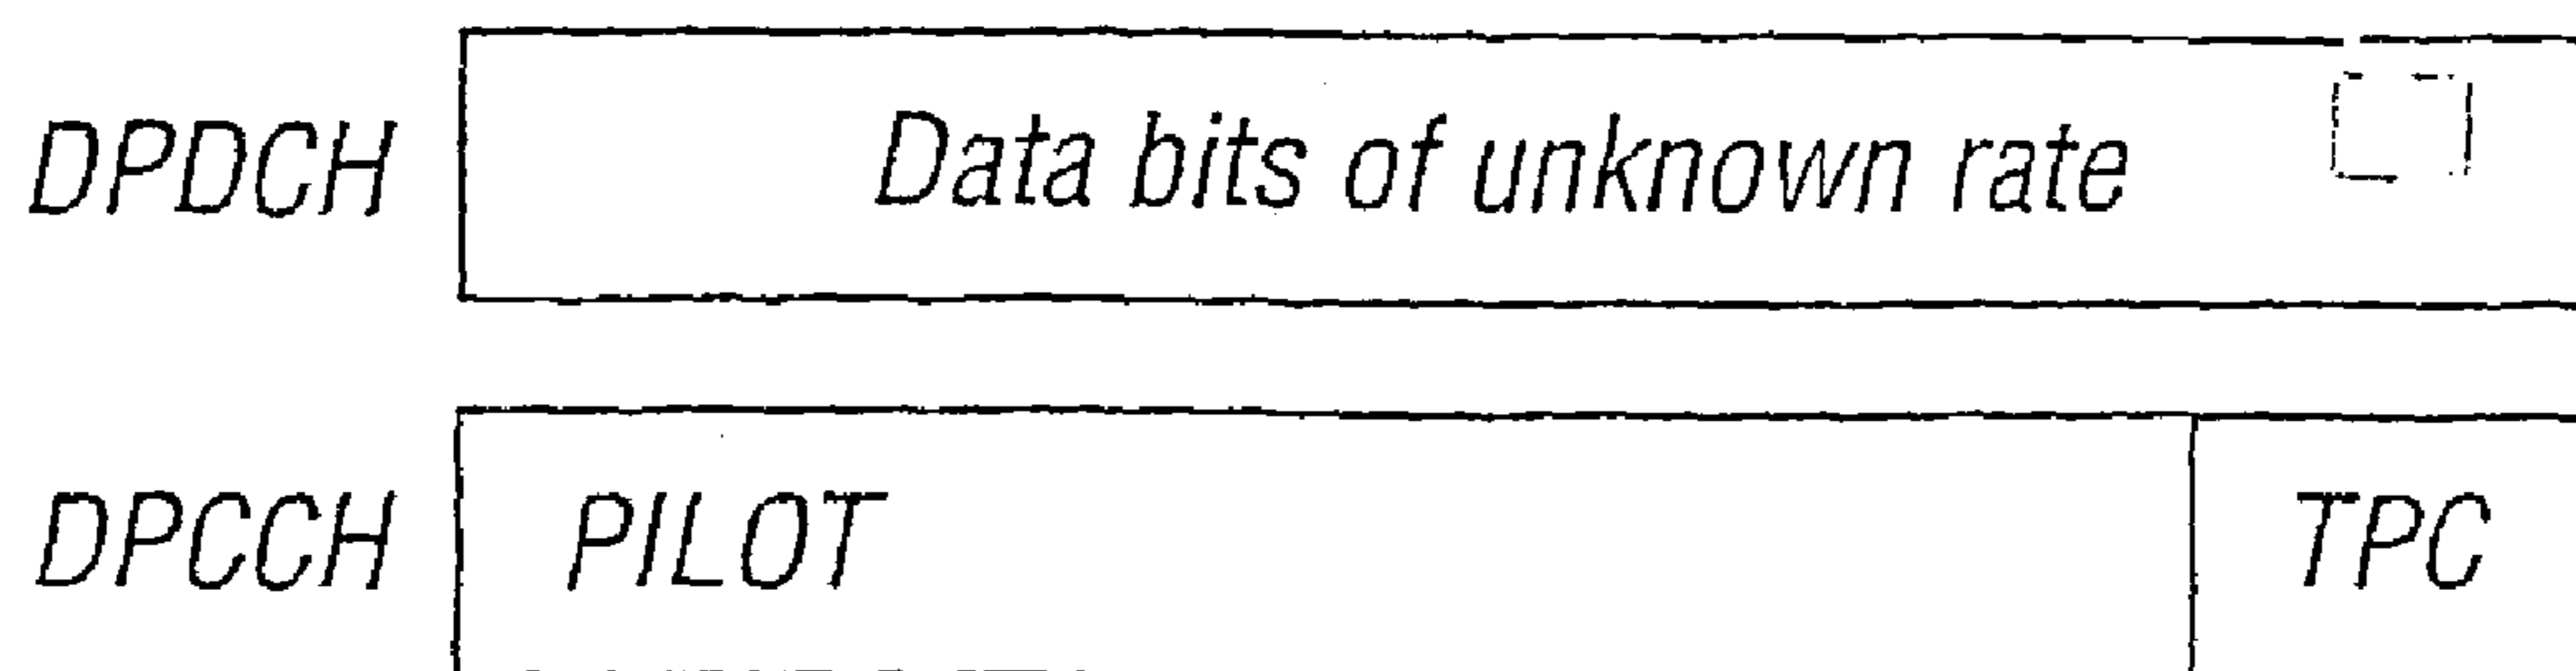 DPDCH Data bits of unknown rate
DPCCH PILOT TPC